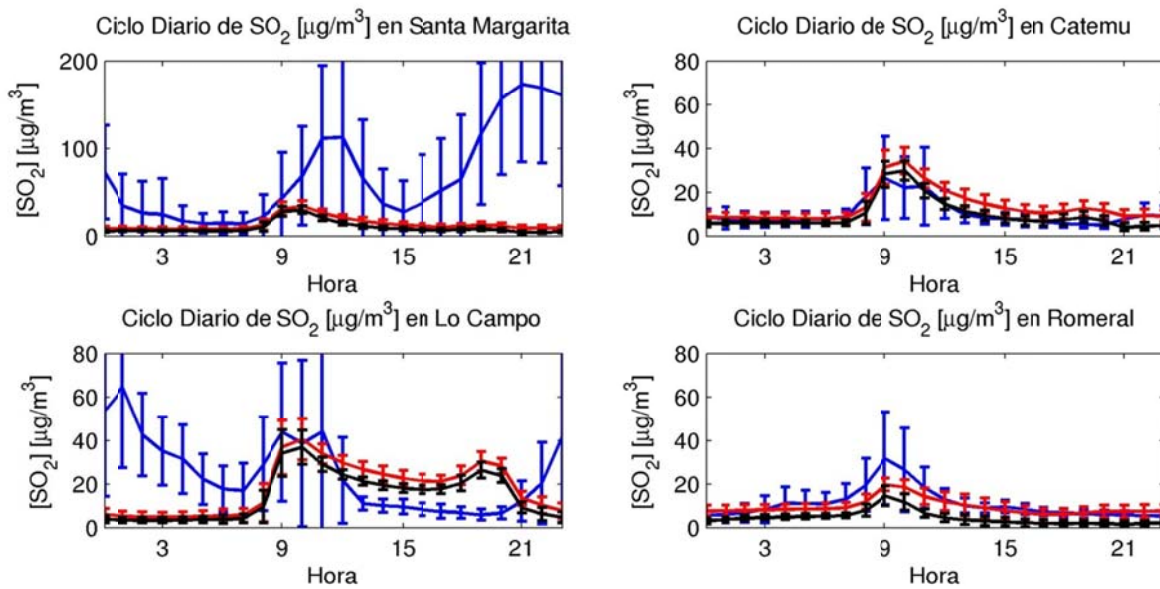 Ciclo Diario de SO₂ [μg/m³] en Santa Margarita
[SO₂] [μg/m³]
200
100
0
3
9
15
21
Hora
Ciclo Diario de SO₂ [μg/m³] en Catemu
[SO₂] [μg/m³]
80
60
40
20
0
3
9
15
21
Hora
Ciclo Diario de SO₂ [μg/m³] en Lo Campo
[SO₂] [μg/m³]
80
60
40
20
0
3
9
15
21
Hora
Ciclo Diario de SO₂ [μg/m³] en Romeral
[SO₂] [μg/m³]
80
60
40
20
0
3
9
15
21
Hora